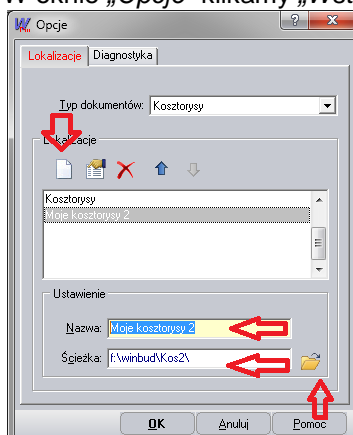 W oknie „Opcje" klikamy „Wst
Opcje
Lokalizacje Diagnostyka
Typ dokumentów: Kosztorysy
Lokalizacje
Kosztorysy
Moje kosztorysy 2
Ustawienie
Nazwa: Moje kosztorysy 2
Ścieżka: f:\winbud\Kos2\
OK Anuluj Pomoc